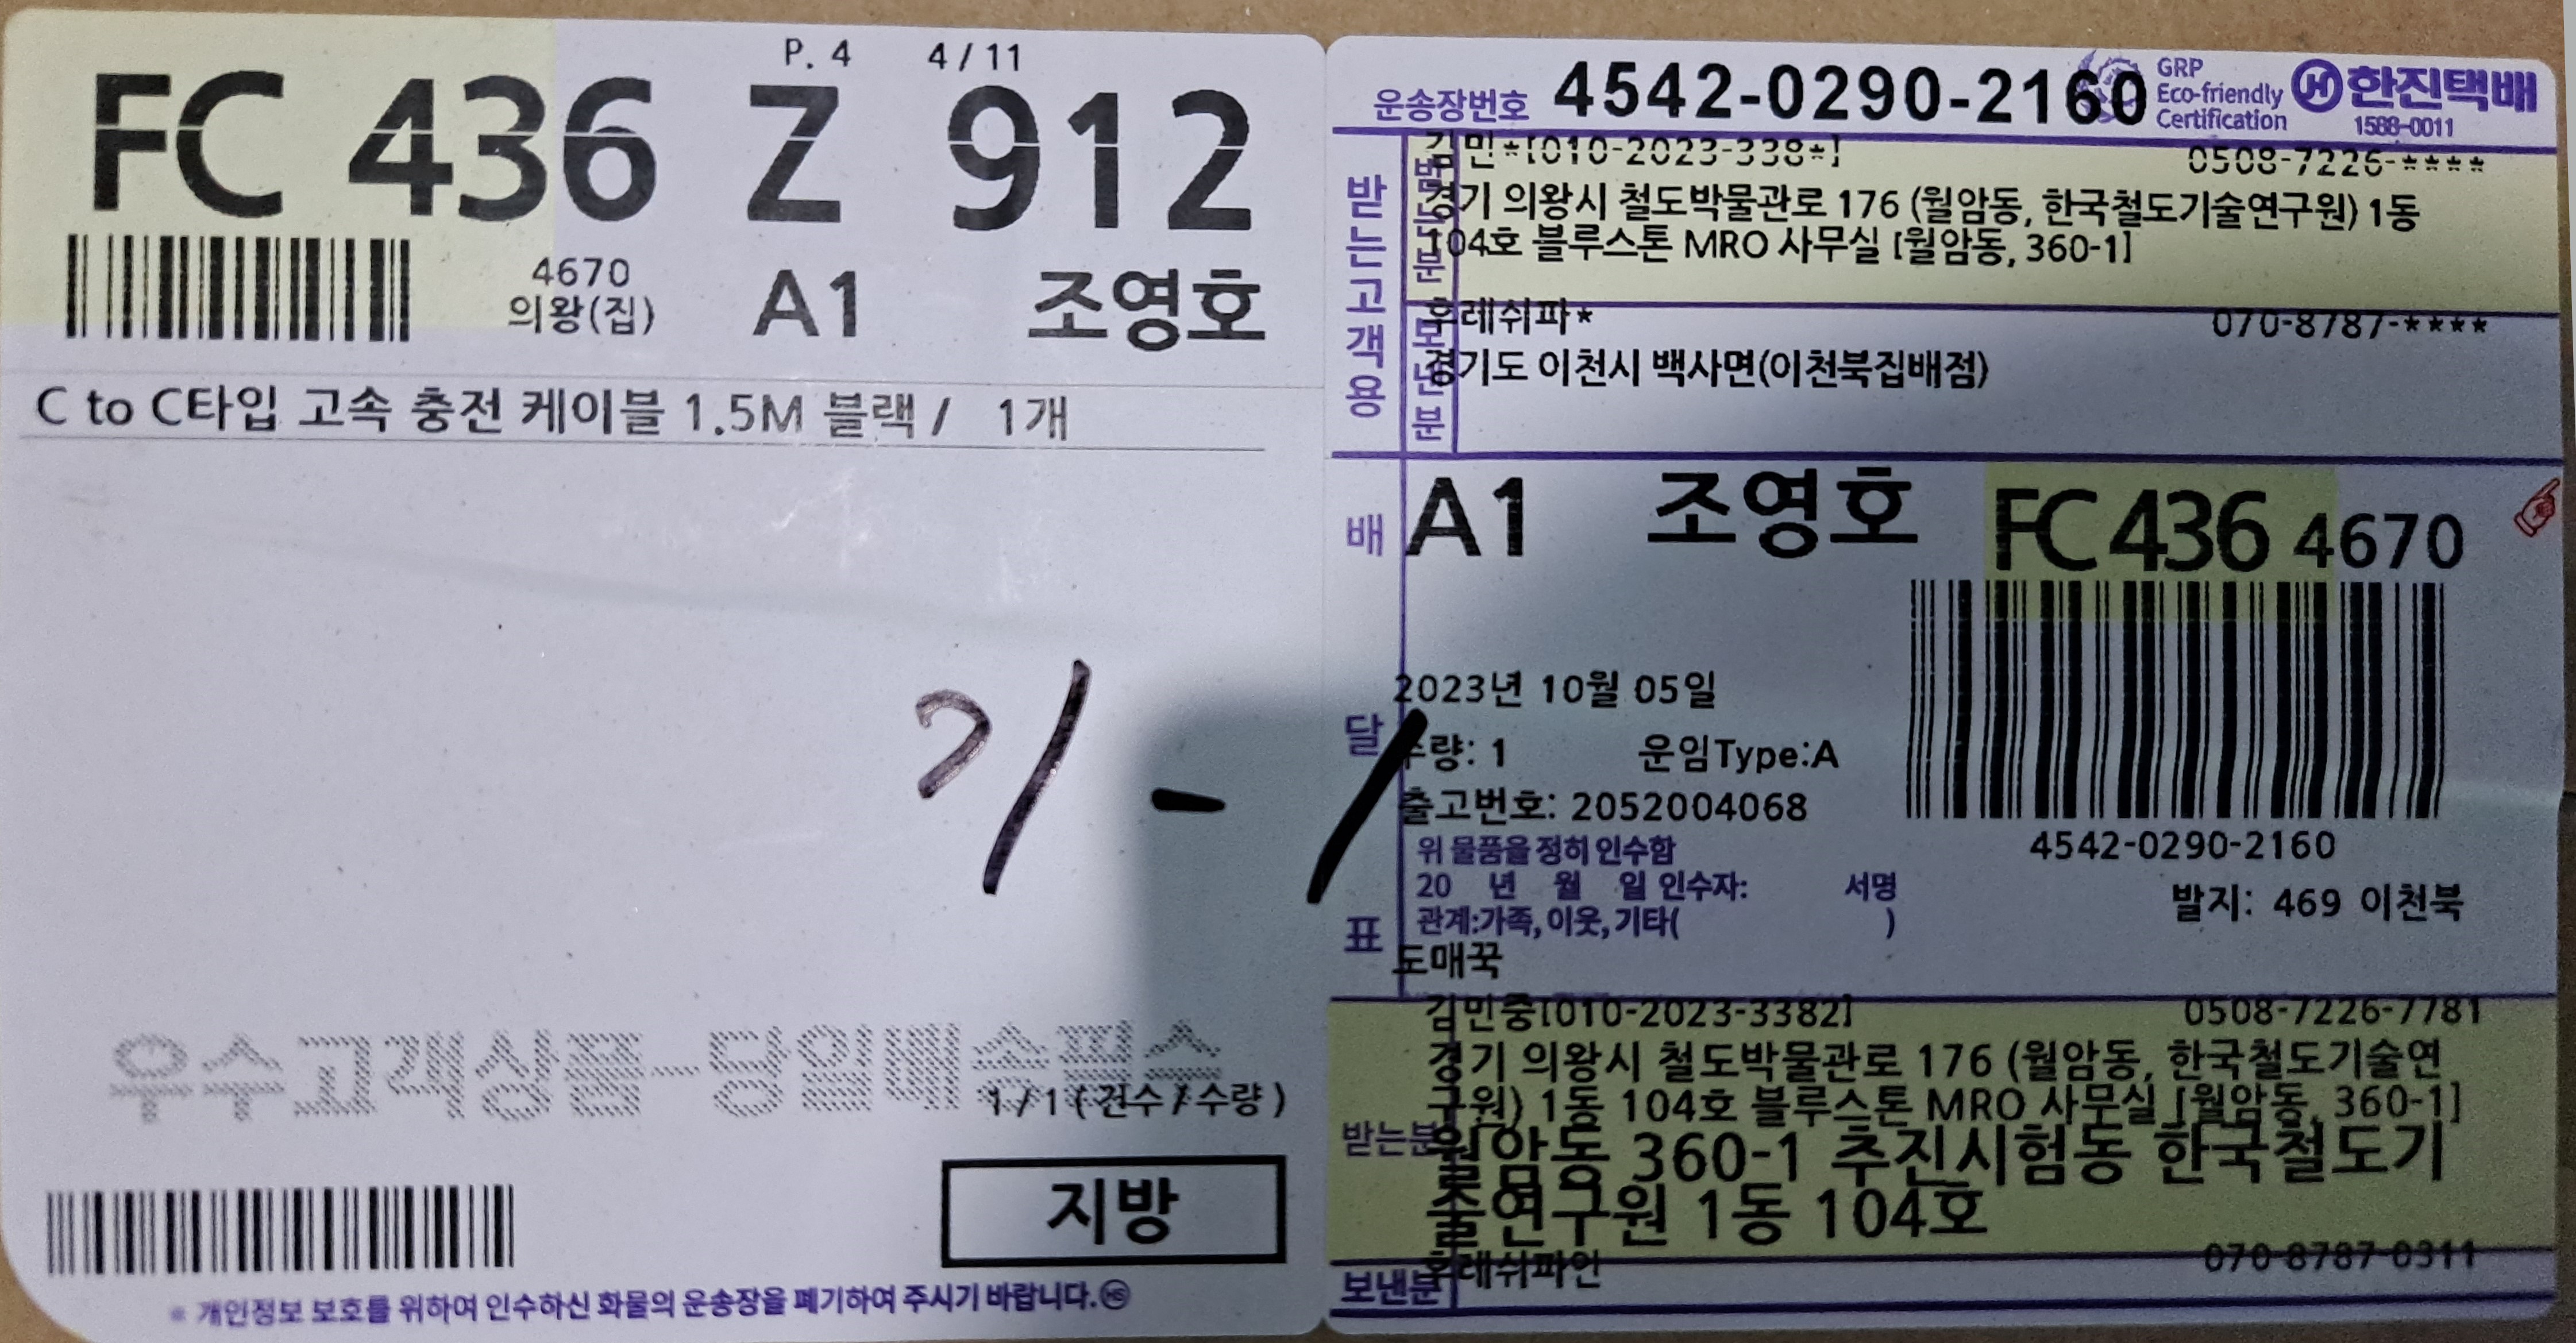 P. 4 4/11
FC 436 Z 912
4670
의왕(집)
A1 조영호
C to C타입 고속 충전 케이블 1.5M 블랙 / 1개
우수고객상품-당일배송필수
1/1(건수/수량)
지방
※ 개인정보 보호를 위하여 인수하신 화물의 운송장을 폐기하여 주시기 바랍니다.
운송장번호 4542-0290-2160
GRP
Eco-friendly
Certification
한진택배
1588-0011
받는고객용
받는분
김민*[010-2023-338*] 0508-7226-****
경기 의왕시 철도박물관로 176 (월암동, 한국철도기술연구원) 1동
104호 블루스톤 MRO 사무실 [월암동, 360-1]
보낸분
후레쉬파* 070-8787-****
경기도 이천시 백사면(이천북집배점)
배달표
A1 조영호 FC 436 4670
2023년 10월 05일
수량: 1 운임Type:A
출고번호: 2052004068
4542-0290-2160
위 물품을 정히 인수함
20 년 월 일 인수자: 서명
관계:가족, 이웃, 기타( )
발지: 469 이천북
도매꾹
받는분
김민중[010-2023-3382] 0508-7226-7781
경기 의왕시 철도박물관로 176 (월암동, 한국철도기술연
구원) 1동 104호 블루스톤 MRO 사무실 [월암동, 360-1]
월암동 360-1 추진시험동 한국철도기
술연구원 1동 104호
보낸분
후레쉬파인 070-8787-0311